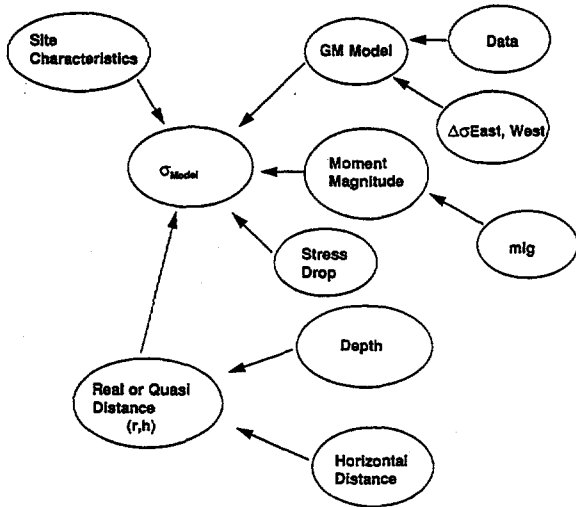 Site
Characteristics
GM Model
Data
ΔσEast, West
σModel
Moment
Magnitude
mlg
Stress
Drop
Depth
Real or Quasi
Distance
(r,h)
Horizontal
Distance